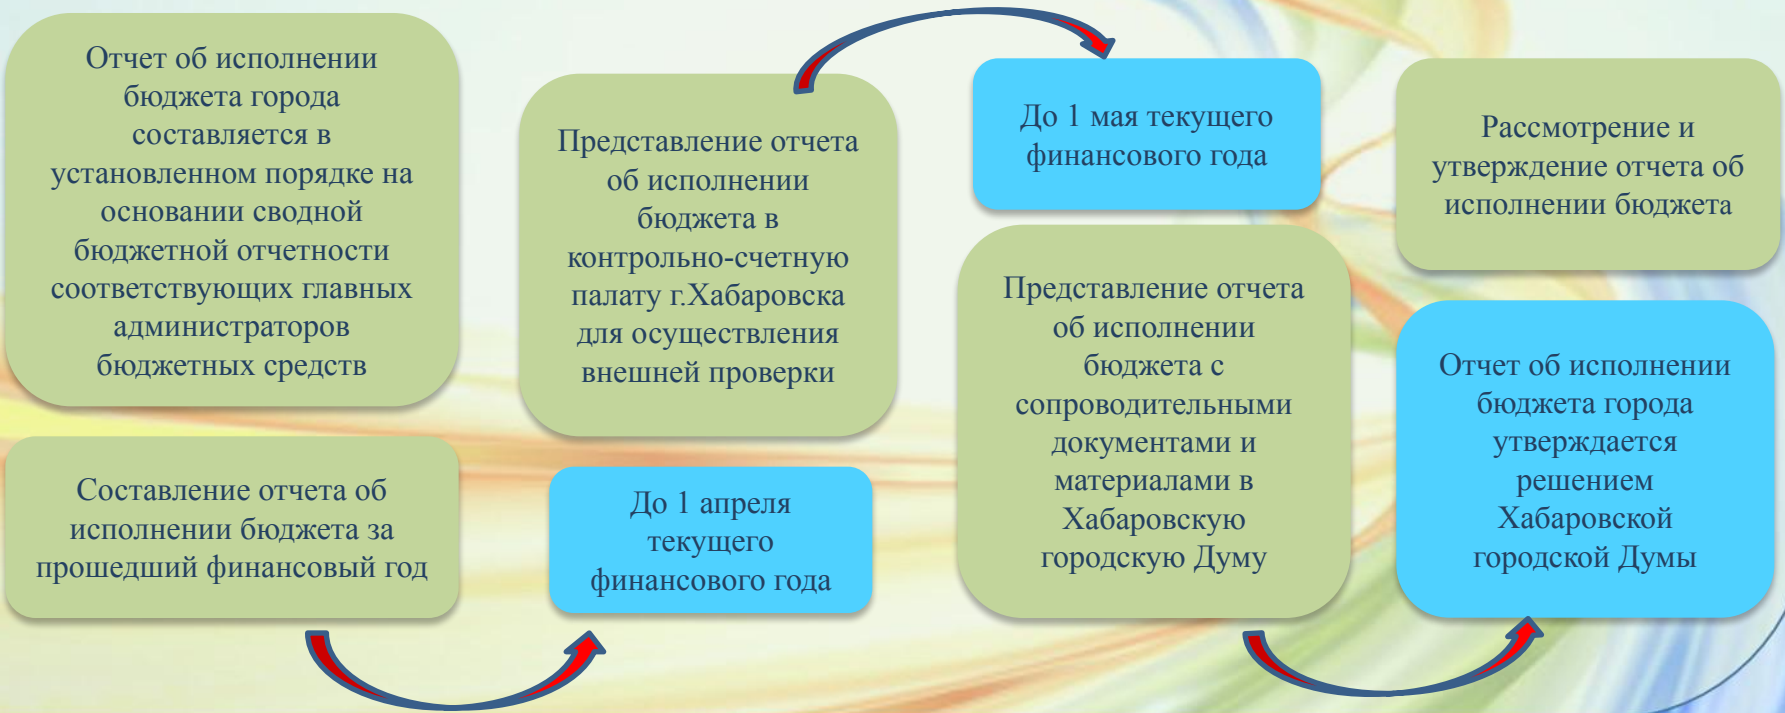 Отчет об исполнении
бюджета города
составляется в
установленном порядке на
основании сводной
бюджетной отчетности
соответствующих главных
администраторов
бюджетных средств
Составление отчета об
исполнении бюджета за
прошедший финансовый год
Представление отчета
об исполнении
бюджета в
контрольно-счетную
палату г.Хабаровска
для осуществления
внешней проверки
До 1 апреля
текущего
финансового года
До 1 мая текущего
финансового года
Представление отчета
об исполнении
бюджета с
сопроводительными
документами и
материалами в
Хабаровскую
городскую Думу
Рассмотрение и
утверждение отчета об
исполнении бюджета
Отчет об исполнении
бюджета города
утверждается
решением
Хабаровской
городской Думы